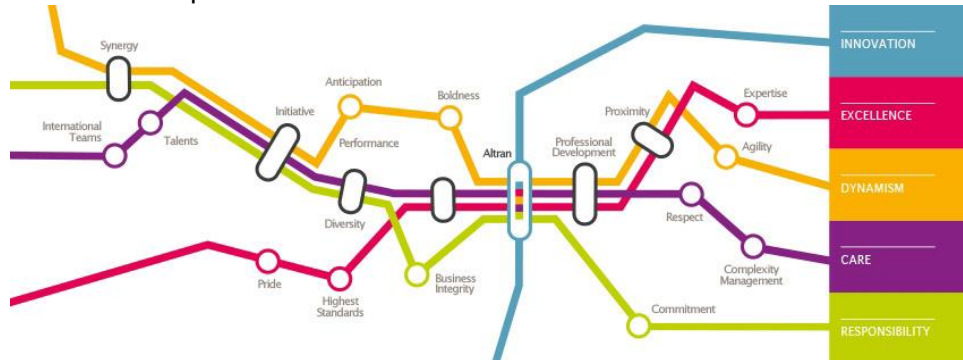 Synergy
International
Teams
Talents
Initiative
Anticipation
Performance
Boldness
Diversity
Pride
Highest
Standards
Business
Integrity
Altran
Professional
Development
Proximity
Expertise
Agility
Respect
Complexity
Management
Commitment
INNOVATION
EXCELLENCE
DYNAMISM
CARE
RESPONSIBILITY